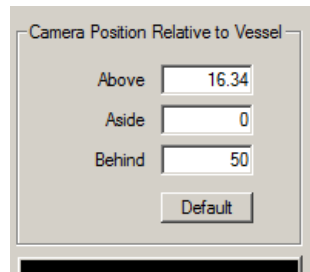 Camera Position Relative to Vessel
Above 16.34
Aside 0
Behind 50
Default